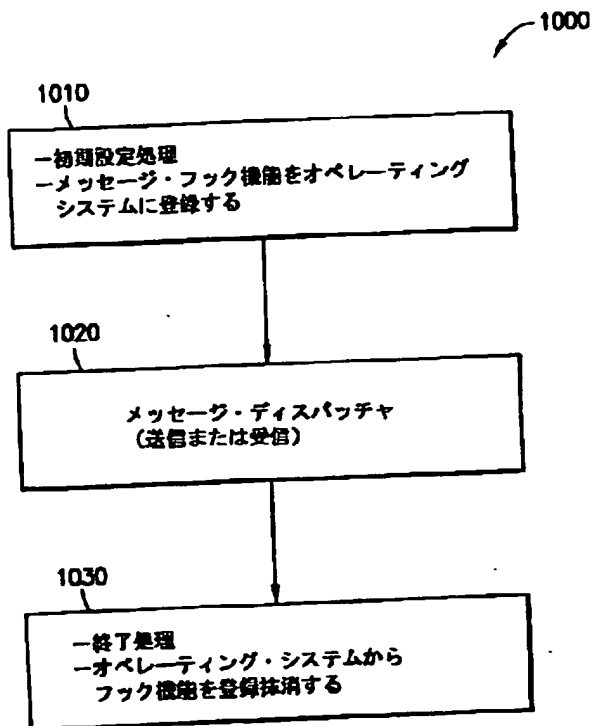 1000
1010
—初期設定処理
—メッセージ・フック機能をオペレーティング
システムに登録する
1020
メッセージ・ディスパッチャ
(送信または受信)
1030
—終了処理
—オペレーティング・システムから
フック機能を登録抹消する